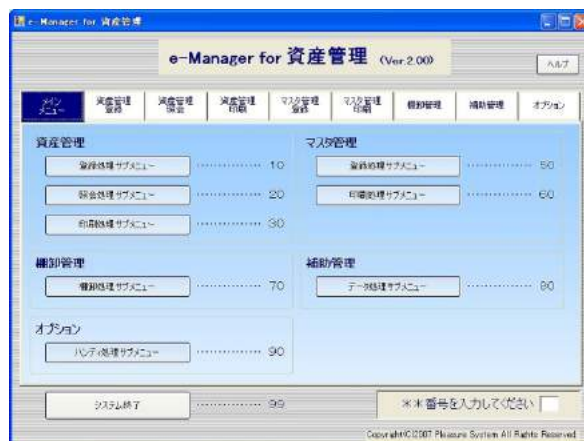 e-Manager for 資産管理
e-Manager for 資産管理 (Ver.2.00)
ヘルプ
メイン
メニュー
資産管理
登録
資産管理
照会
資産管理
印刷
マスタ管理
登録
マスタ管理
印刷
棚卸管理
補助管理
オプション
資産管理
登録処理サブメニュー ·············· 10
照会処理サブメニュー ·············· 20
印刷処理サブメニュー ·············· 30
マスタ管理
登録処理サブメニュー ·············· 50
印刷処理サブメニュー ·············· 60
棚卸管理
棚卸処理サブメニュー ·············· 70
補助管理
データ処理サブメニュー ·············· 80
オプション
ハンディ処理サブメニュー ·············· 90
システム終了 ·············· 99
**番号を入力してください
Copyright(C)2007 Pleasure System All Rights Reserved